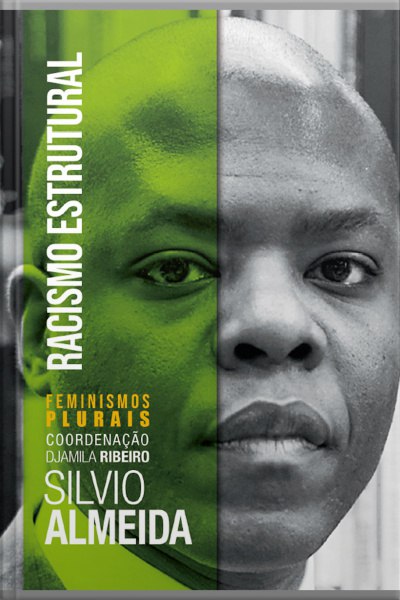 RACISMO ESTRUTURAL
FEMINISMOS
PLURAIS
COORDENAÇÃO
DJAMILA RIBEIRO
SILVIO
ALMEIDA